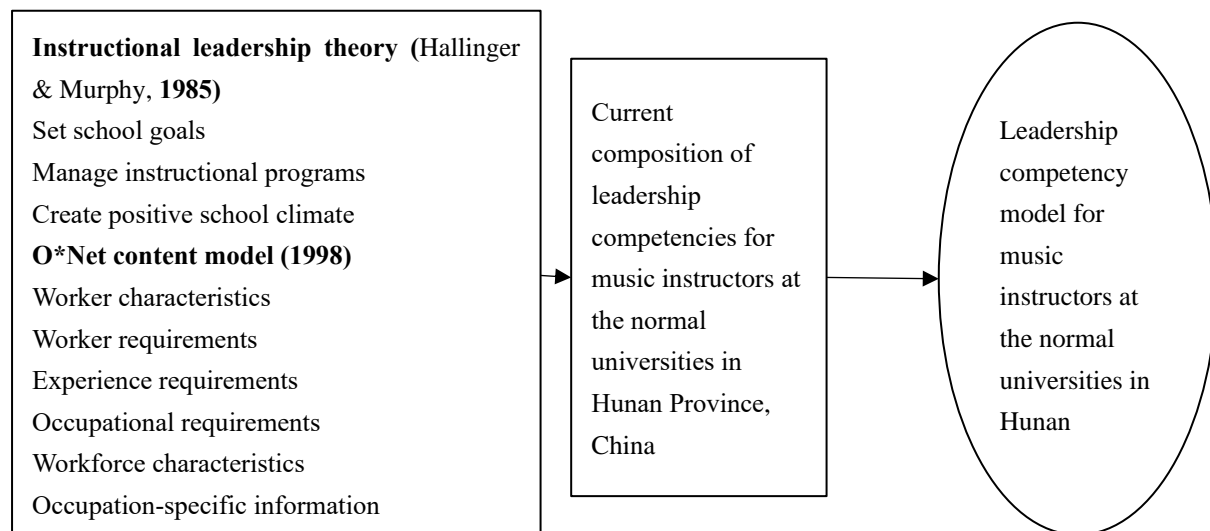 Instructional leadership theory (Hallinger
& Murphy, 1985)
Set school goals
Manage instructional programs
Create positive school climate
O*Net content model (1998)
Worker characteristics
Worker requirements
Experience requirements
Occupational requirements
Workforce characteristics
Occupation-specific information
Current
composition of
leadership
competencies for
music instructors at
the normal
universities in
Hunan Province,
China
Leadership
competency
model for
music
instructors at
the normal
universities in
Hunan